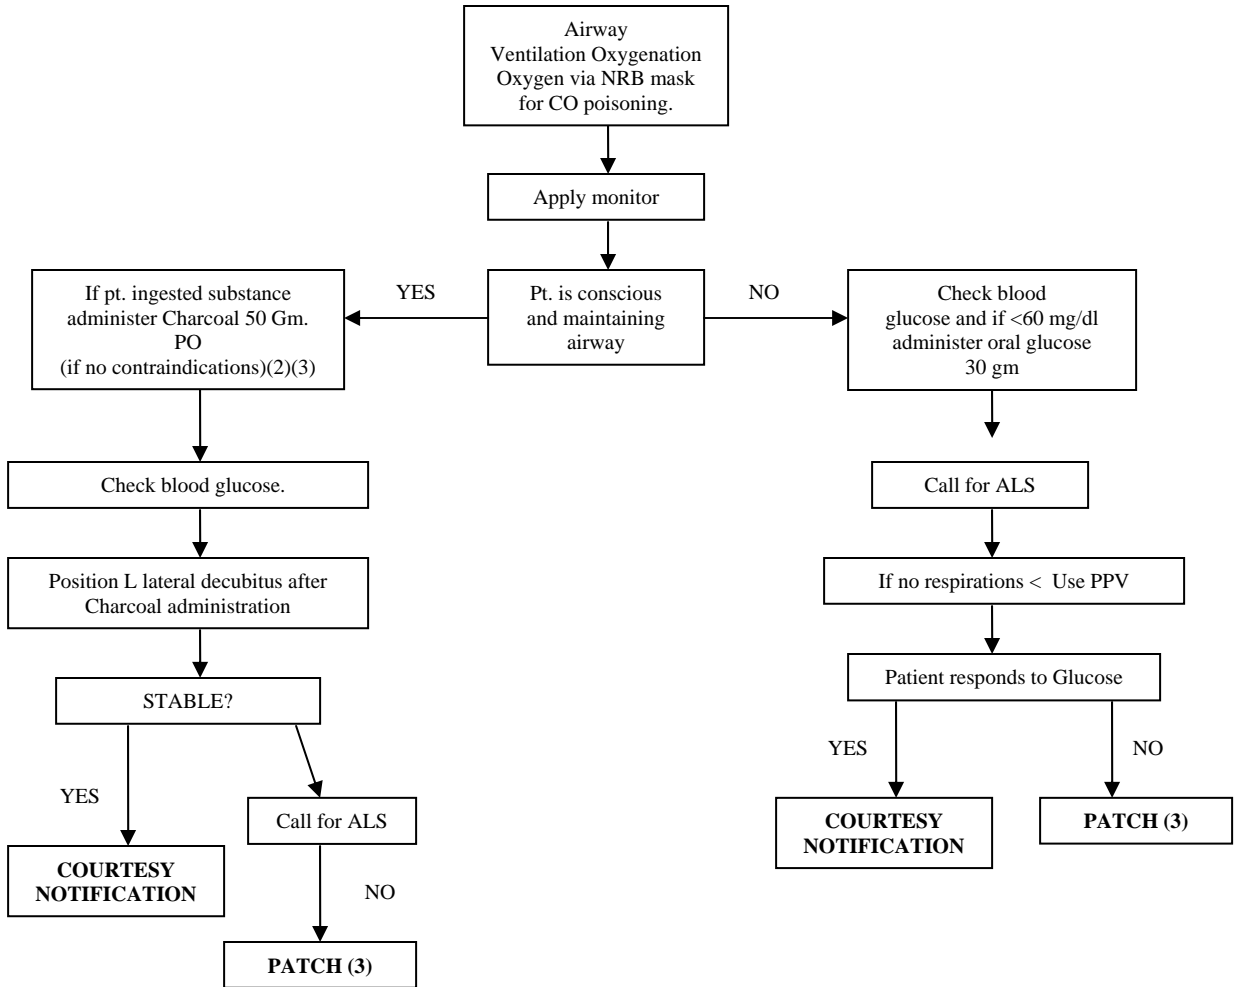 Airway
Ventilation Oxygenation
Oxygen via NRB mask
for CO poisoning.
Apply monitor
If pt. ingested substance
administer Charcoal 50 Gm.
PO
(if no contraindications)(2)(3)
YES
Pt. is conscious
and maintaining
airway
NO
Check blood
glucose and if <60 mg/dl
administer oral glucose
30 gm
Check blood glucose.
Call for ALS
Position L lateral decubitus after
Charcoal administration
If no respirations < Use PPV
STABLE?
Patient responds to Glucose
YES
NO
YES
Call for ALS
COURTESY
NOTIFICATION
PATCH (3)
COURTESY
NOTIFICATION
NO
PATCH (3)